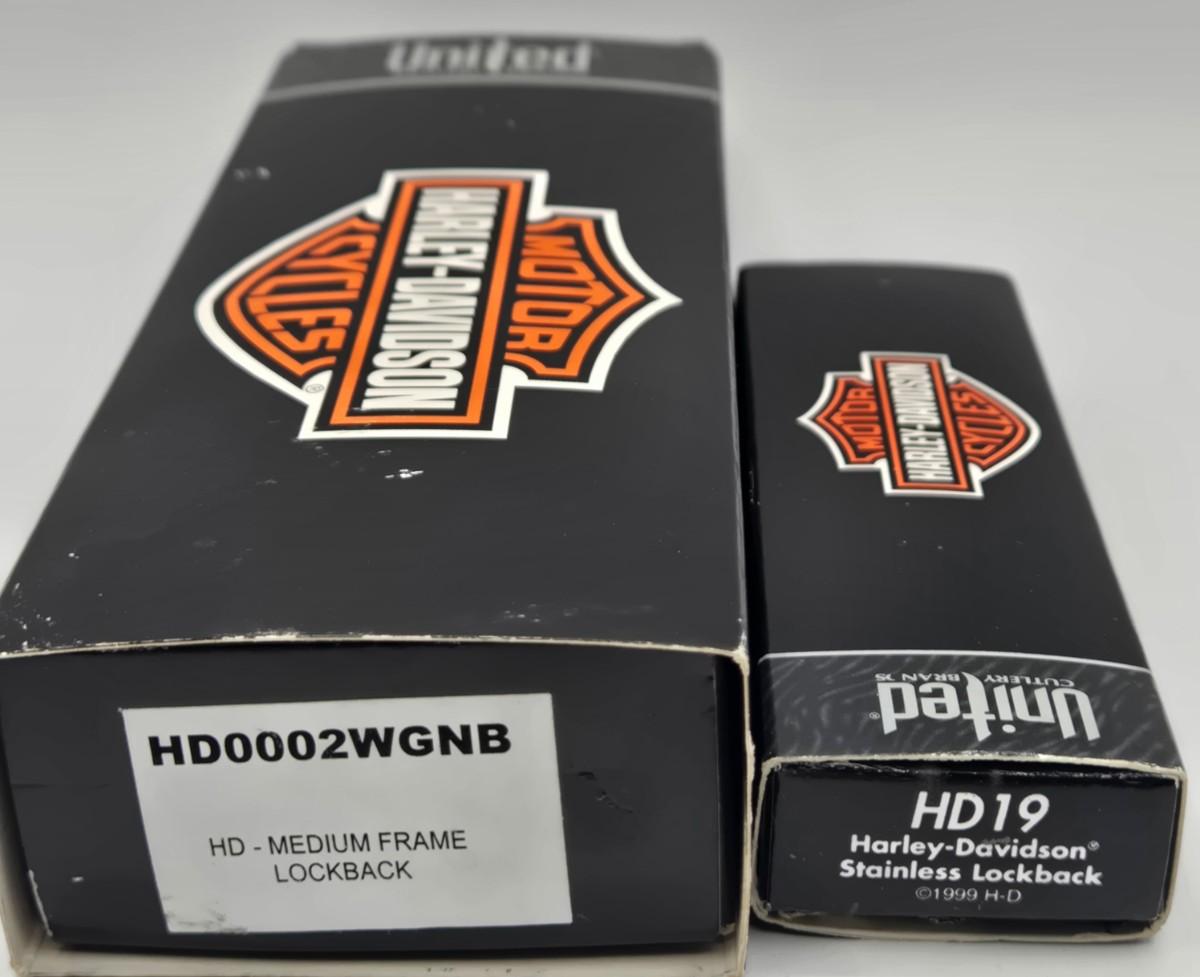 United
MOTOR
HARLEY-DAVIDSON
CYCLES
®
HD0002WGNB
HD - MEDIUM FRAME
LOCKBACK
MOTOR
HARLEY-DAVIDSON
CYCLES
United®
CUTLERY BRANDS
HD19
Harley-Davidson®
Stainless Lockback
©1999 H-D